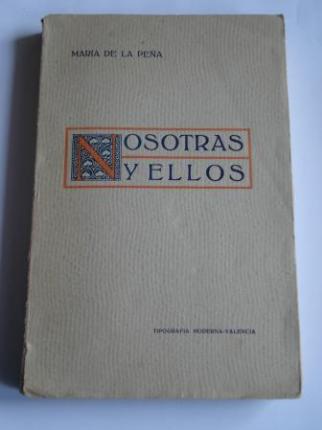 MARÍA DE LA PEÑA
NOSOTRAS
Y ELLOS
TIPOGRAFÍA MODERNA-VALENCIA